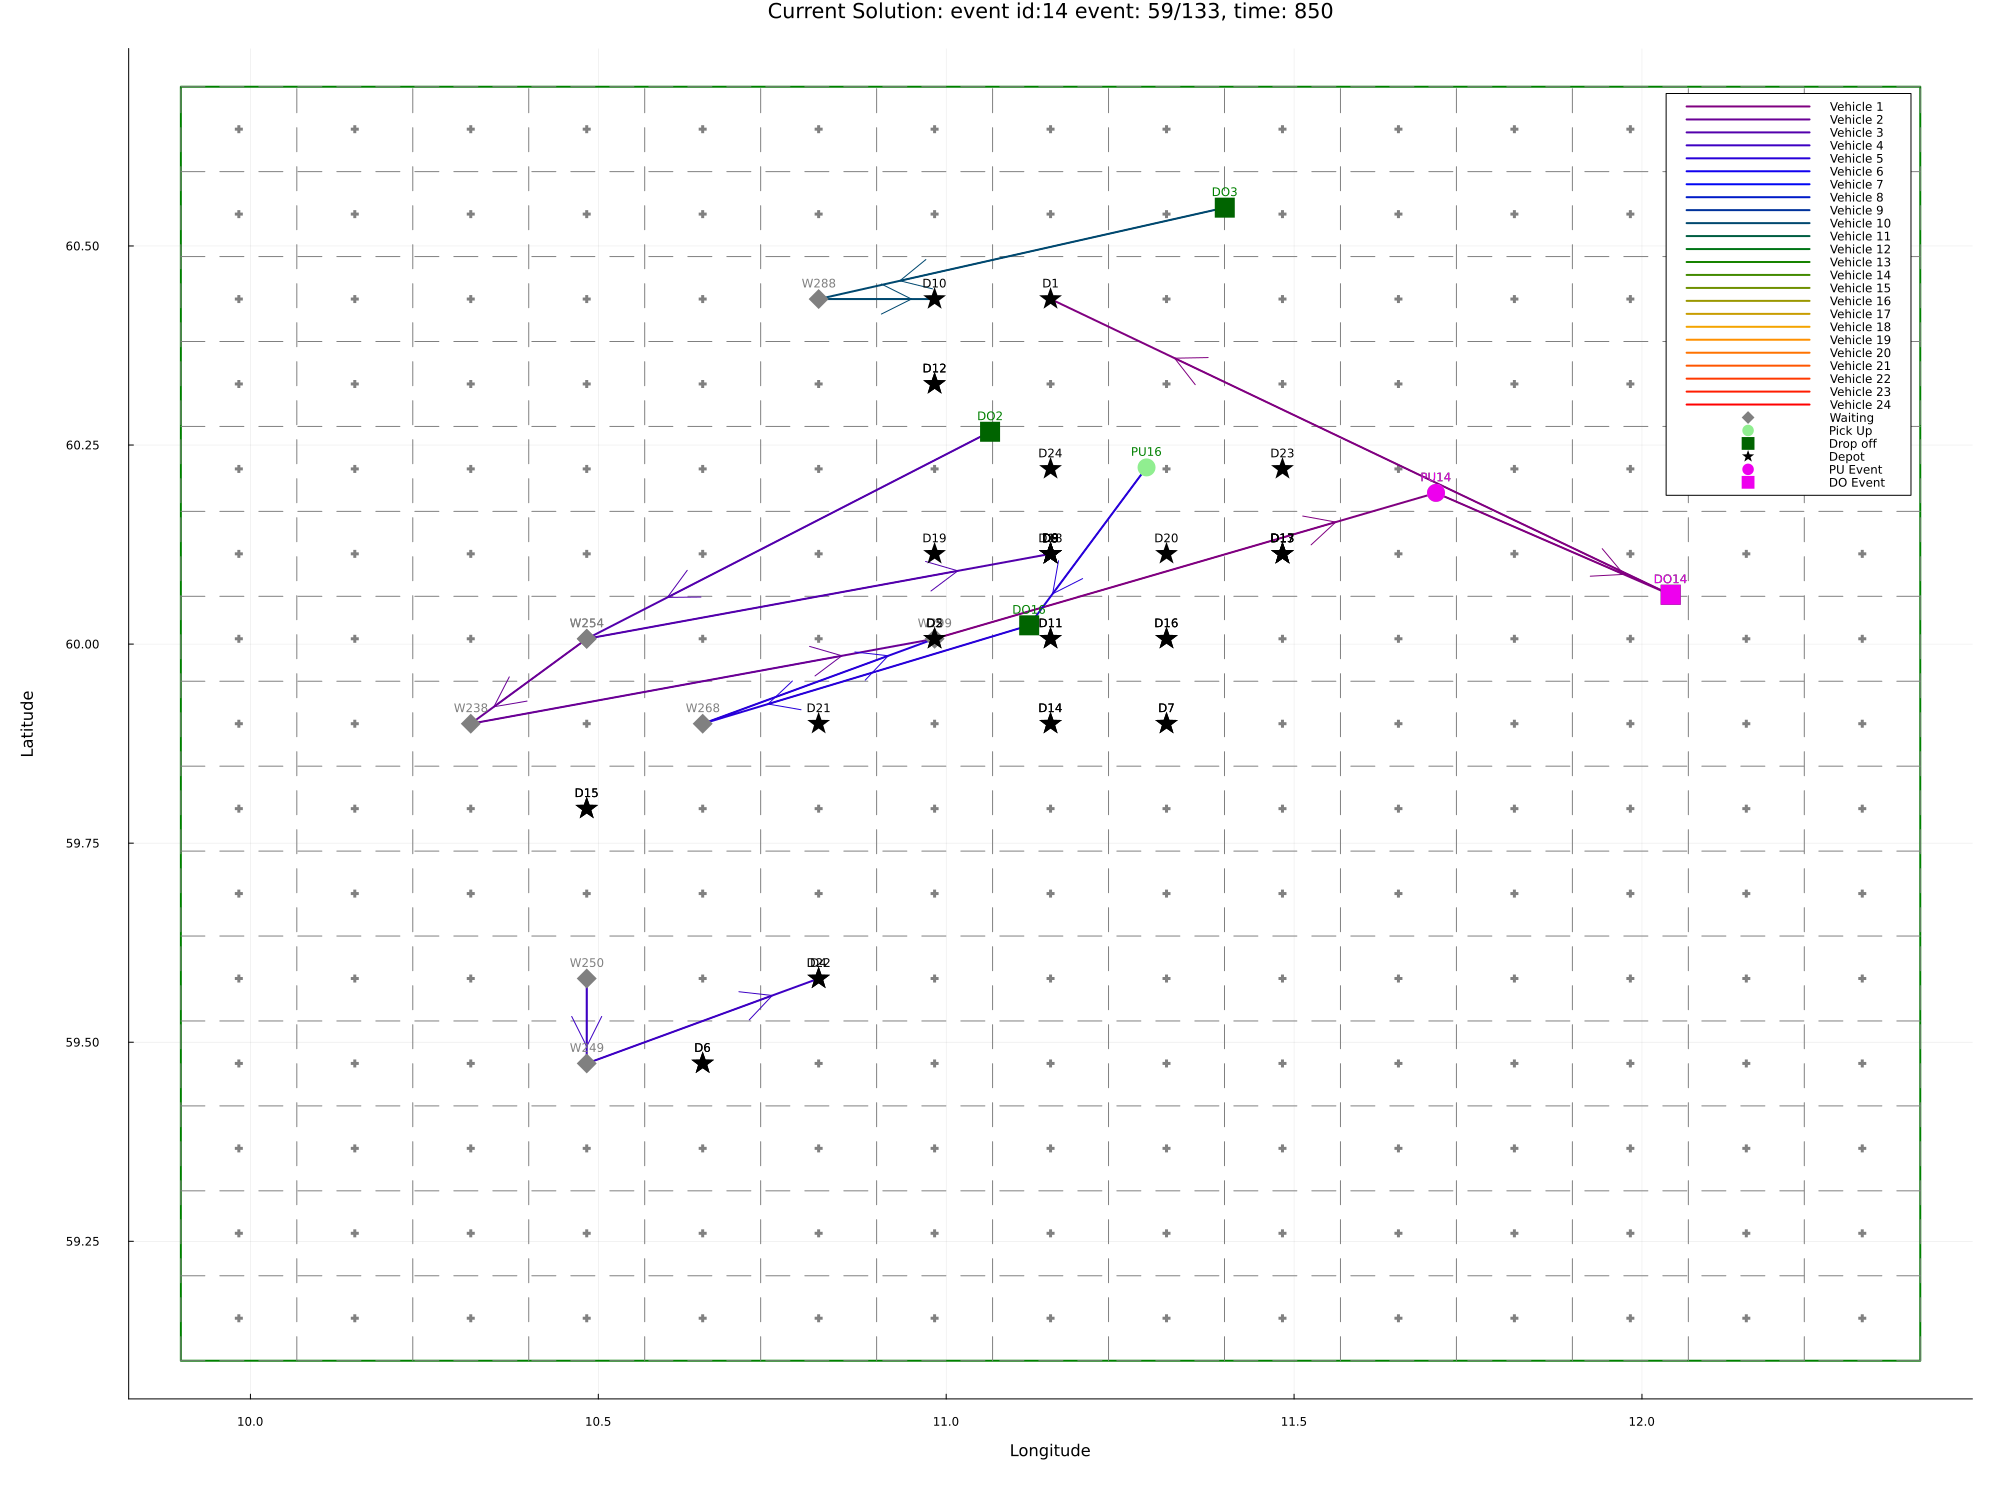 Current Solution: event id:14 event: 59/133, time: 850
Vehicle 1
Vehicle 2
Vehicle 3
Vehicle 4
Vehicle 5
Vehicle 6
Vehicle 7
Vehicle 8
Vehicle 9
Vehicle 10
Vehicle 11
Vehicle 12
Vehicle 13
Vehicle 14
Vehicle 15
Vehicle 16
Vehicle 17
Vehicle 18
Vehicle 19
Vehicle 20
Vehicle 21
Vehicle 22
Vehicle 23
Vehicle 24
Waiting
Pick Up
Drop off
Depot
PU Event
DO Event
DO3
W288
D10
D1
D12
DO2
D24
PU16
D23
PU14
D19
D20
DO14
W254
DO16
D11
D16
W238
W268
D21
D14
D7
D15
W250
W249
D6
60.50
60.25
60.00
59.75
59.50
59.25
Latitude
10.0
10.5
11.0
11.5
12.0
Longitude